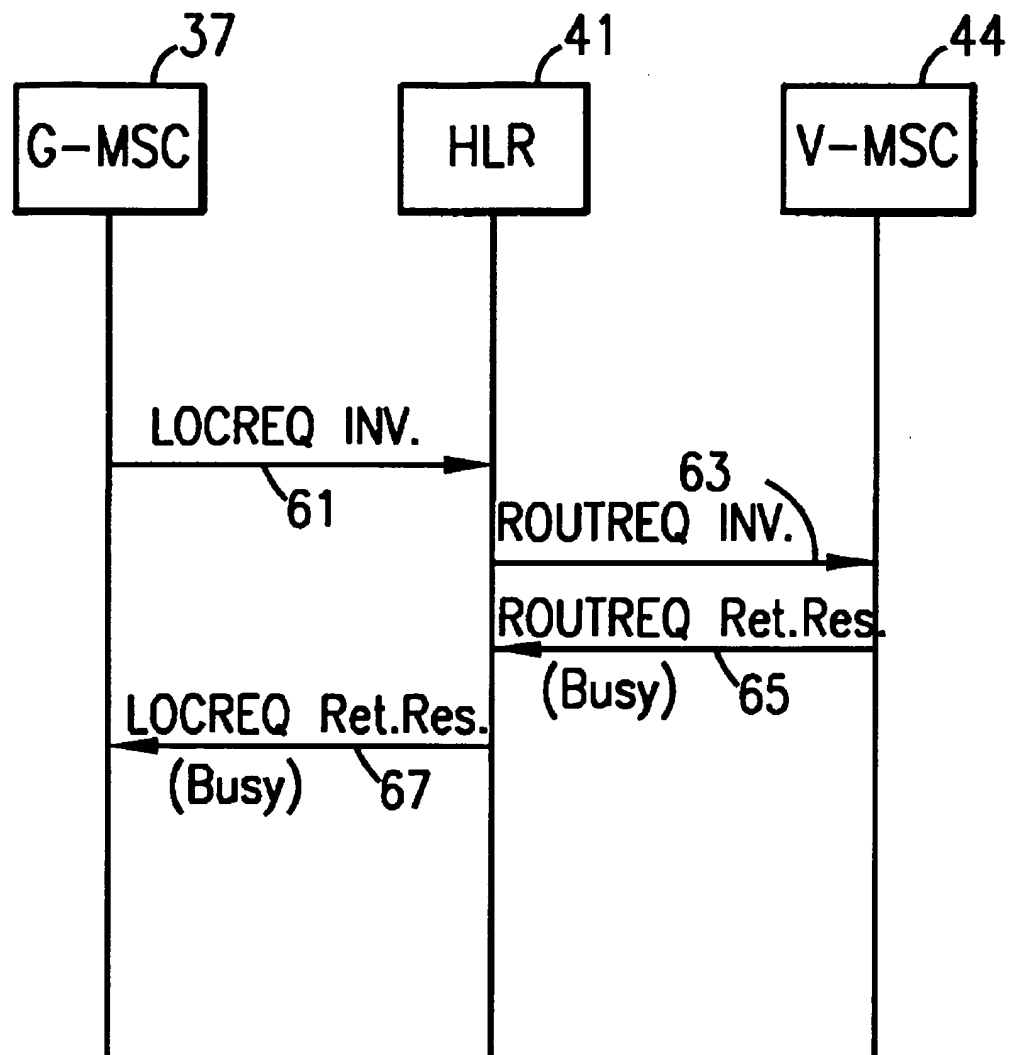 37
41
44
G-MSC
HLR
V-MSC
LOCREQ INV.
61
63
ROUTREQ INV.
ROUTREQ Ret.Res.
(Busy)
65
LOCREQ Ret.Res.
(Busy)
67